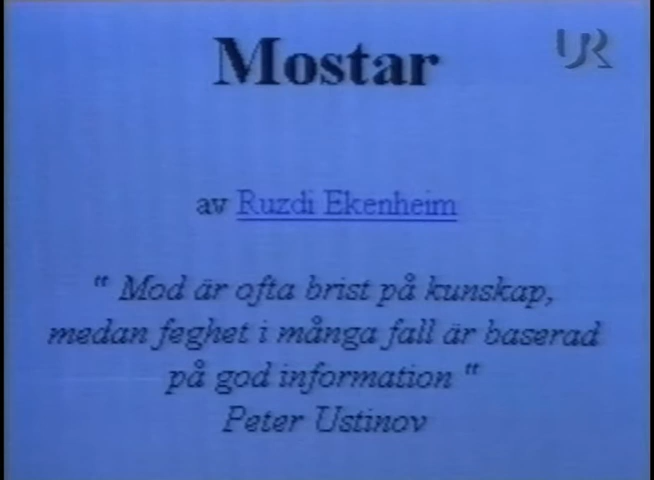 Mostar
UR
av Ruzdi Ekenheim
" Mod är ofta brist på kunskap,
medan feghet i många fall är baserad
på god information "
Peter Ustinov